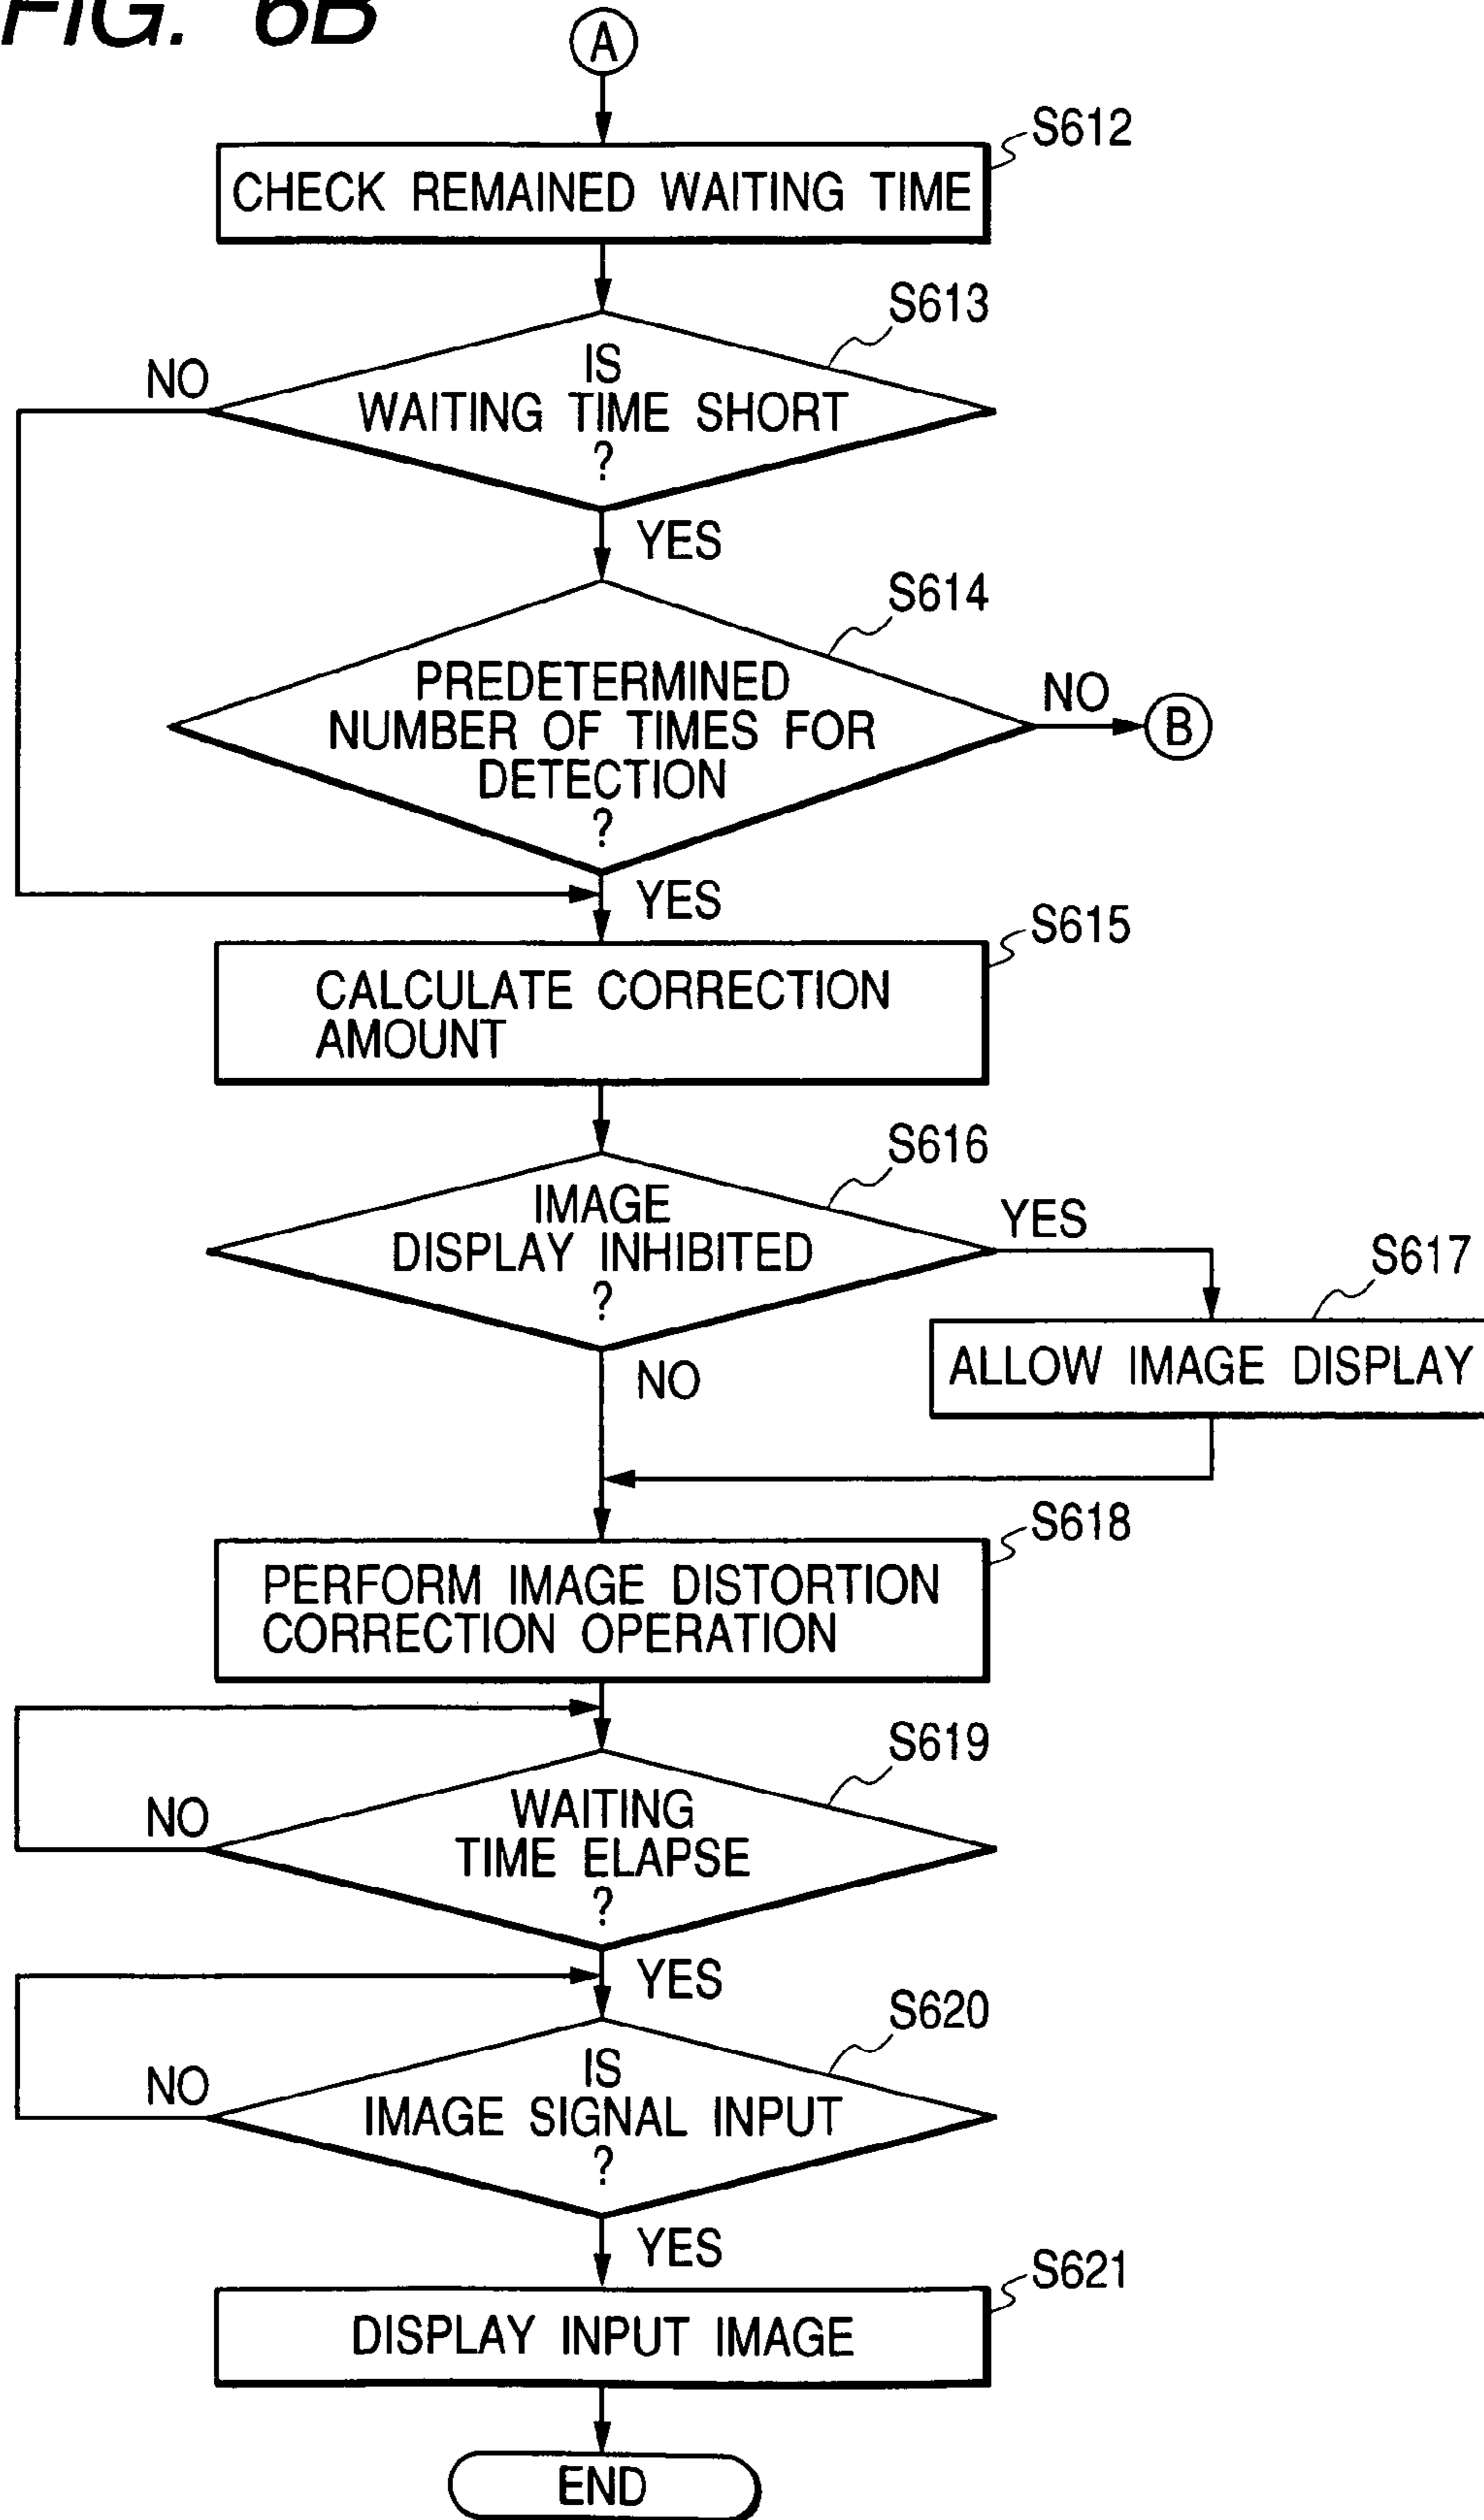 FIG. 6B
A
S612
CHECK REMAINED WAITING TIME
S613
NO
IS
WAITING TIME SHORT
?
YES
S614
PREDETERMINED
NUMBER OF TIMES FOR
DETECTION
?
NO
B
YES
S615
CALCULATE CORRECTION
AMOUNT
S616
IMAGE
DISPLAY INHIBITED
?
YES
S617
ALLOW IMAGE DISPLAY
NO
S618
PERFORM IMAGE DISTORTION
CORRECTION OPERATION
S619
NO
WAITING
TIME ELAPSE
?
YES
S620
NO
IS
IMAGE SIGNAL INPUT
?
YES
S621
DISPLAY INPUT IMAGE
END